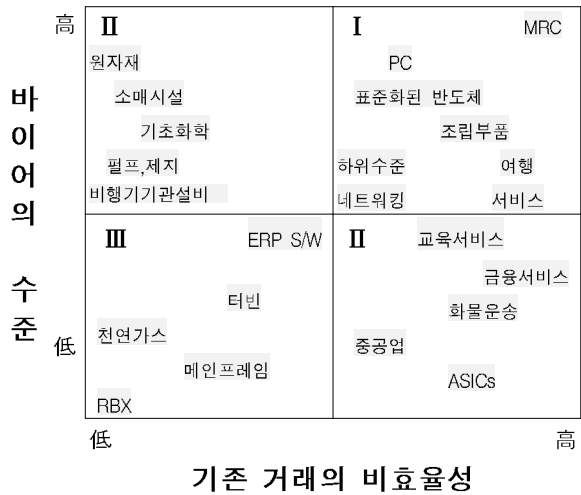 高
바이어의 수준
低
Ⅱ
원자재
소매시설
기초화학
펄프,제지
비행기기관설비
Ⅰ
MRC
PC
표준화된 반도체
조립부품
하위수준
여행
네트워킹
서비스
Ⅲ
ERP S/W
터빈
천연가스
메인프레임
RBX
Ⅱ
교육서비스
금융서비스
화물운송
중공업
ASICs
低
高
기존 거래의 비효율성